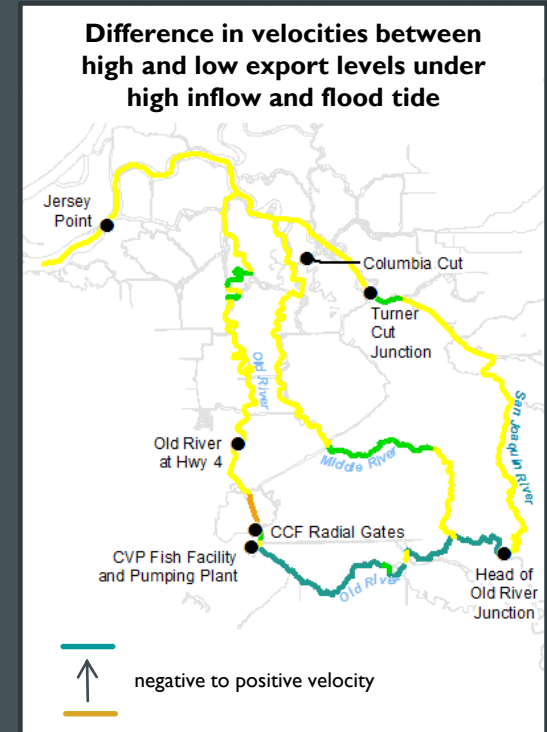 Difference in velocities between
high and low export levels under
high inflow and flood tide
Jersey
Point
Columbia Cut
Turner
Cut
Junction
Old River
San Joaquin River
Old River
at Hwy 4
Middle River
CCF Radial Gates
CVP Fish Facility
and Pumping Plant
Old River
Head of
Old River
Junction
negative to positive velocity